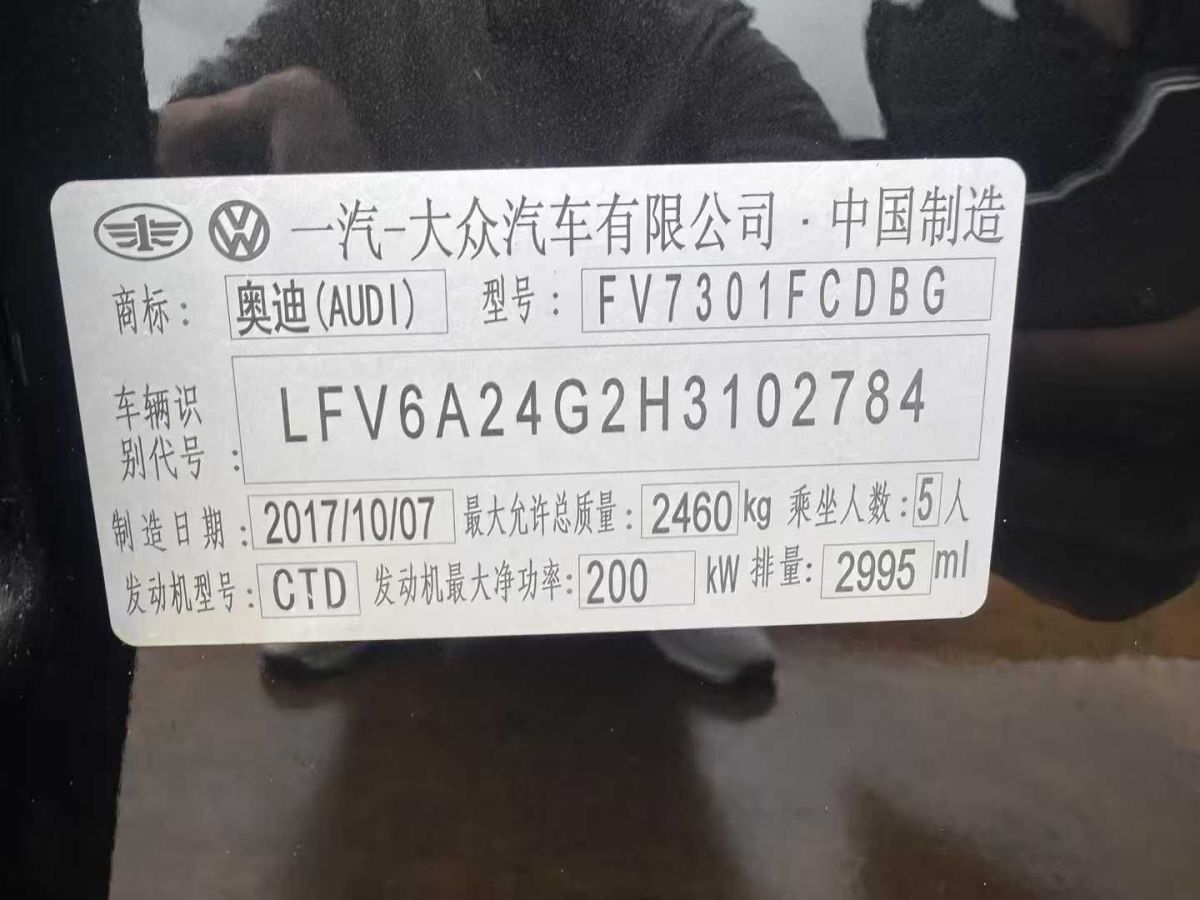 一汽-大众汽车有限公司·中国制造
商标: 奥迪(AUDI) 型号: FV7301FCDBG
车辆识别代号: LFV6A24G2H3102784
制造日期: 2017/10/07 最大允许总质量: 2460 kg 乘坐人数: 5 人
发动机型号: CTD 发动机最大净功率: 200 kW 排量: 2995 ml